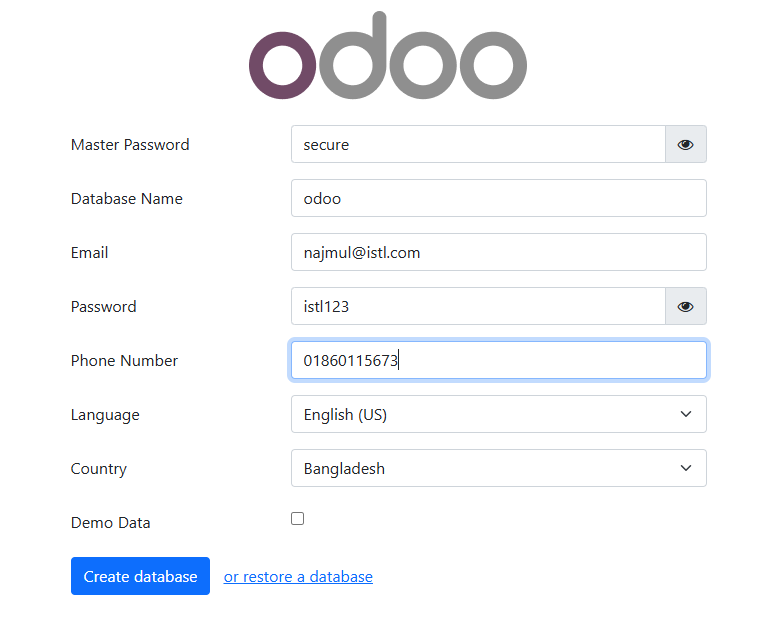 odoo
Master Password secure
Database Name odoo
Email najmul@istl.com
Password istl123
Phone Number 01860115673
Language English (US)
Country Bangladesh
Demo Data
Create database or restore a database